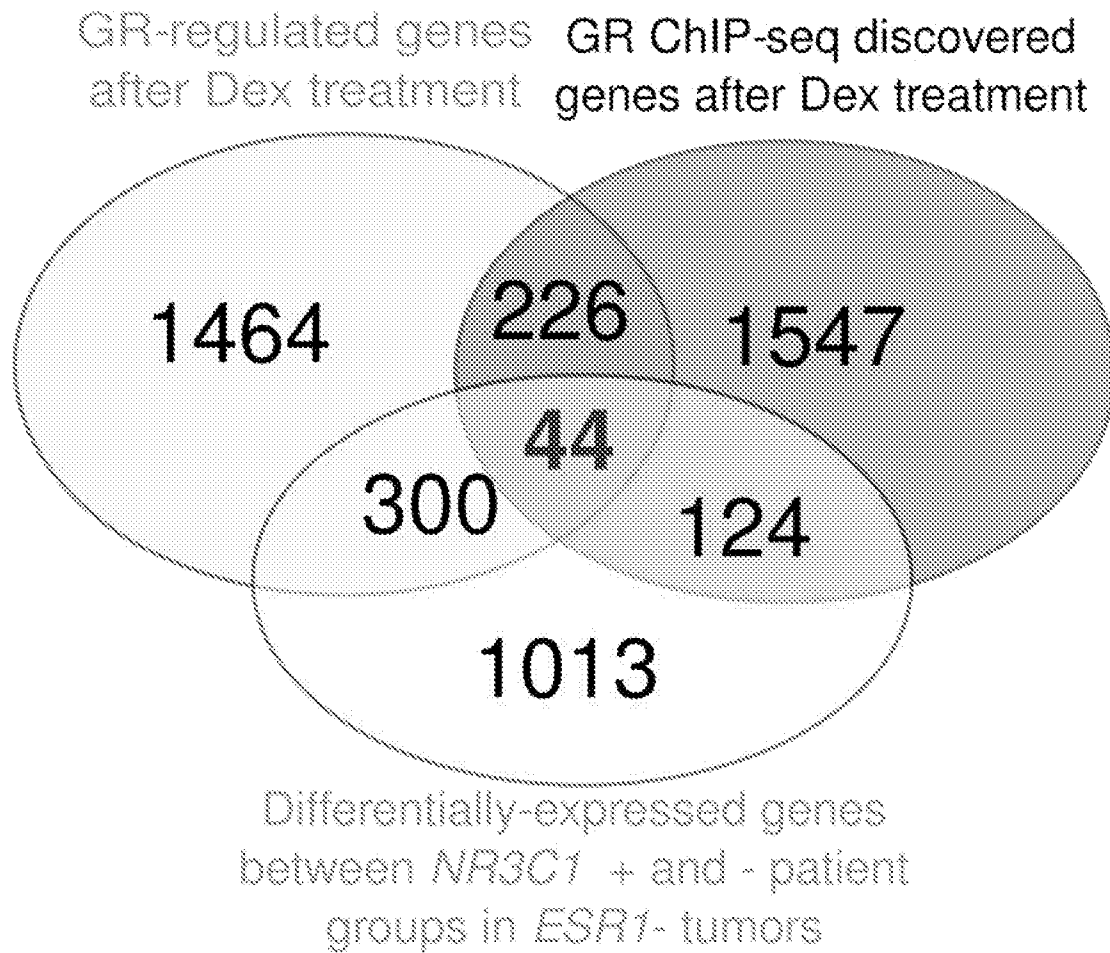 GR-regulated genes
after Dex treatment
GR ChIP-seq discovered
genes after Dex treatment
1464
226
1547
44
300
124
1013
Differentially-expressed genes
between NR3C1 + and - patient
groups in ESR1- tumors